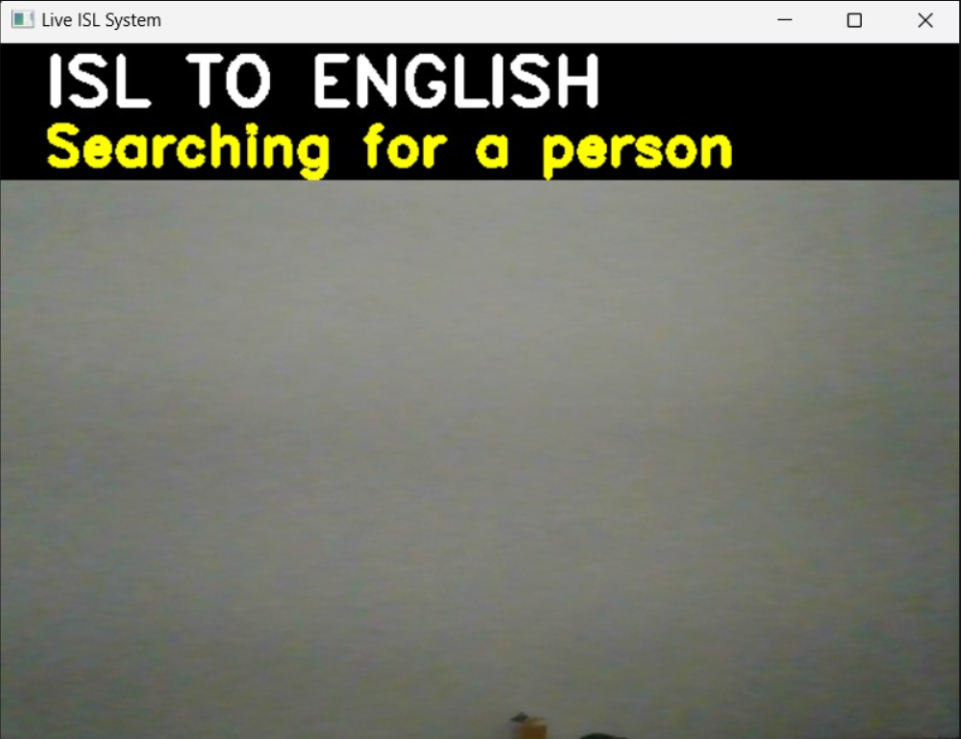 Live ISL System
ISL TO ENGLISH
Searching for a person